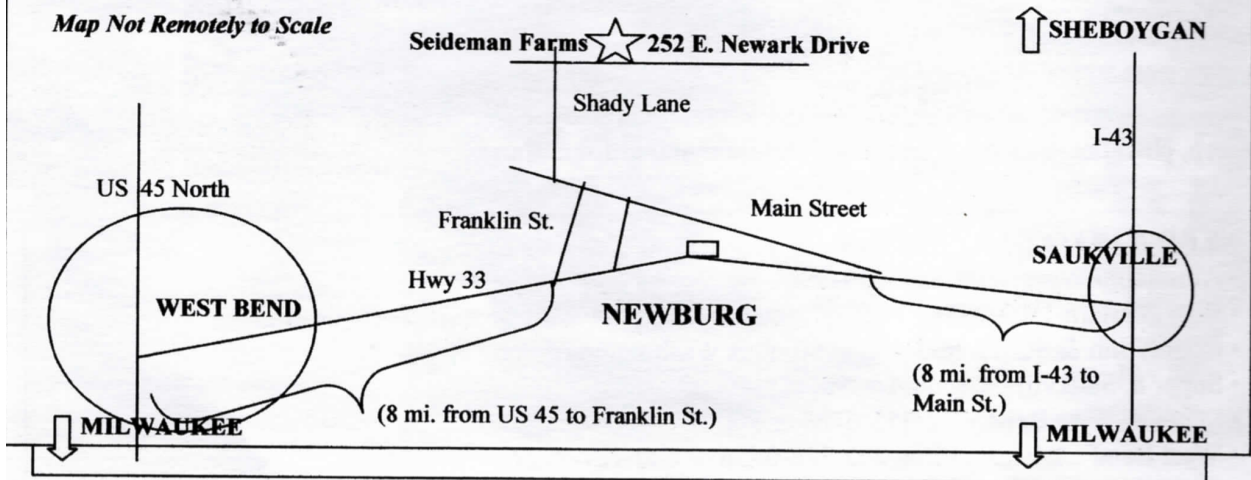 Map Not Remotely to Scale
Seideman Farms 252 E. Newark Drive
SHEBOYGAN
Shady Lane
I-43
US 45 North
Franklin St.
Main Street
Hwy 33
SAUKVILLE
WEST BEND
NEWBURG
(8 mi. from I-43 to
Main St.)
(8 mi. from US 45 to Franklin St.)
MILWAUKEE
MILWAUKEE